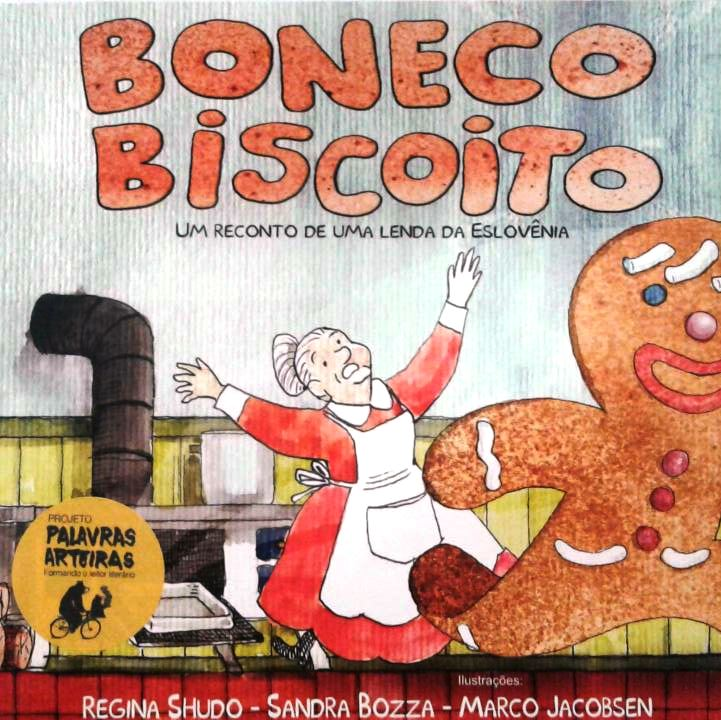 BONECO
BISCOITO
UM RECONTO DE UMA LENDA DA ESLOVÊNIA
PROJETO
PALAVRAS
ARTEIRAS
Formando o leitor literário
Ilustrações:
REGINA SHUDO - SANDRA BOZZA - MARCO JACOBSEN